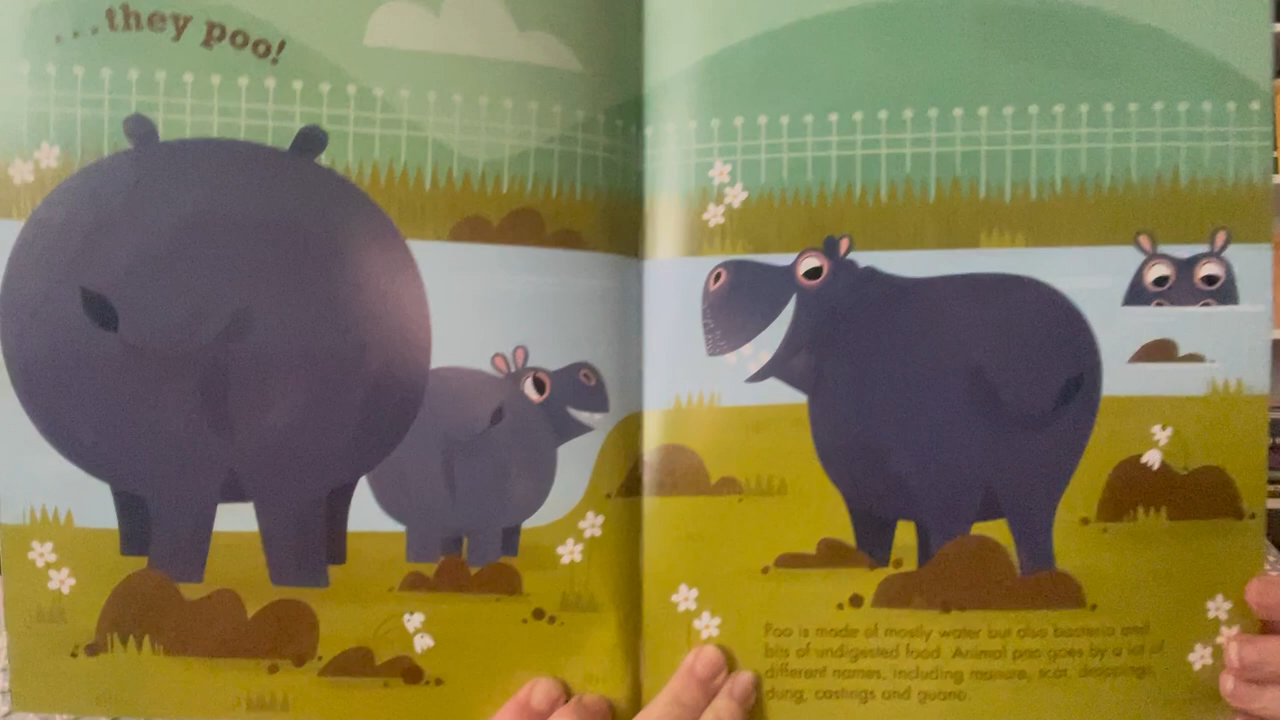 ...they poo!
Poo is made of mostly water but also bacteria and
bits of undigested food. Animal poo goes by a lot of
different names, including manure, scat, droppings,
dung, castings and guano.